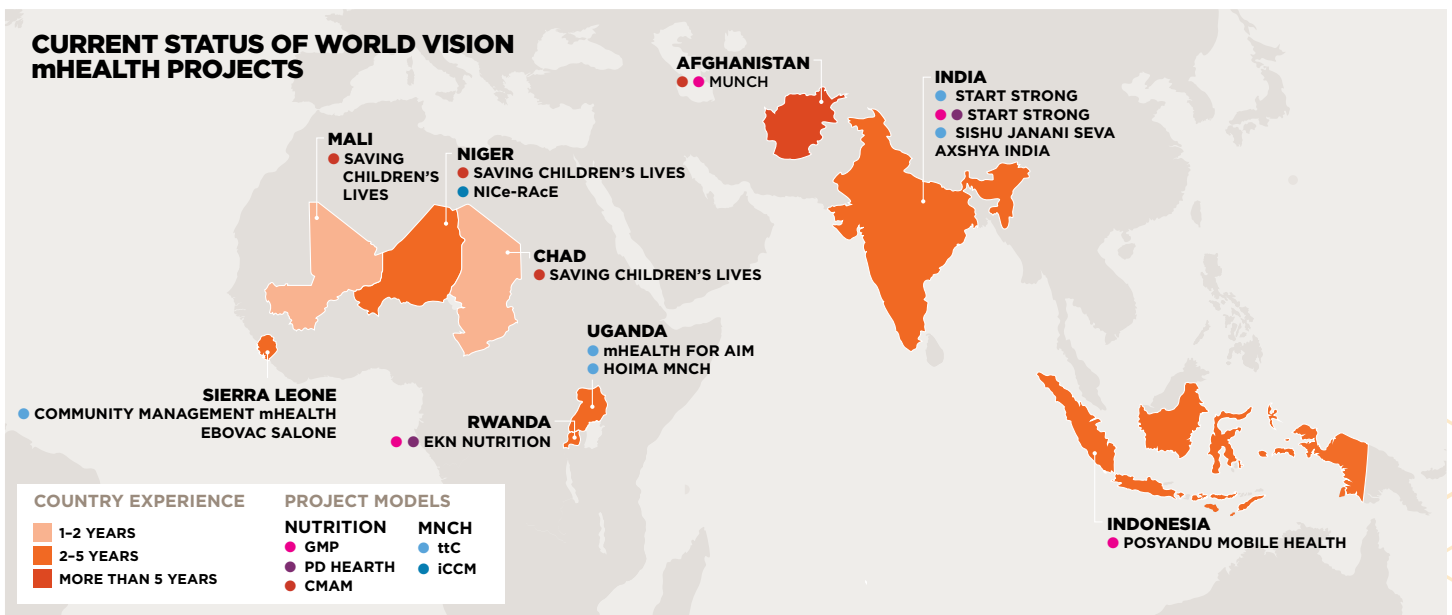 CURRENT STATUS OF WORLD VISION
mHEALTH PROJECTS
AFGHANISTAN
MUNCH
INDIA
START STRONG
START STRONG
SISHU JANANI SEVA
AXSHYA INDIA
MALI
SAVING
CHILDREN'S
LIVES
NIGER
SAVING CHILDREN'S LIVES
NICe-RAcE
CHAD
SAVING CHILDREN'S LIVES
UGANDA
mHEALTH FOR AIM
HOIMA MNCH
SIERRA LEONE
COMMUNITY MANAGEMENT mHEALTH
EBOVAC SALONE
RWANDA
EKN NUTRITION
INDONESIA
POSYANDU MOBILE HEALTH
COUNTRY EXPERIENCE
1–2 YEARS
2–5 YEARS
MORE THAN 5 YEARS
PROJECT MODELS
NUTRITION
GMP
PD HEARTH
CMAM
MNCH
ttC
iCCM